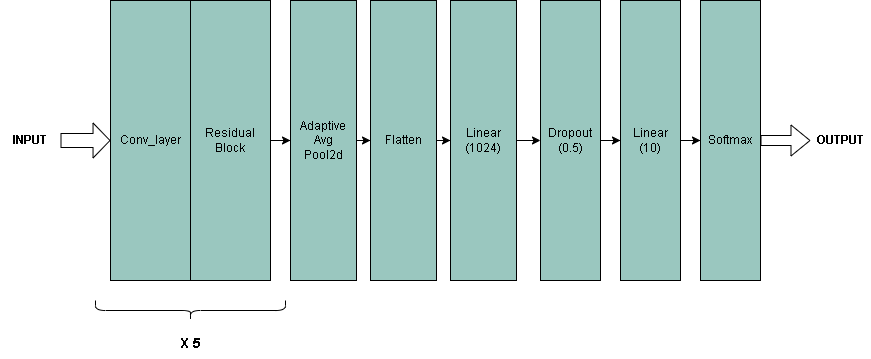 INPUT
Conv_layer
Residual
Block
Adaptive
Avg
Pool2d
Flatten
Linear
(1024)
Dropout
(0.5)
Linear
(10)
Softmax
OUTPUT
X 5